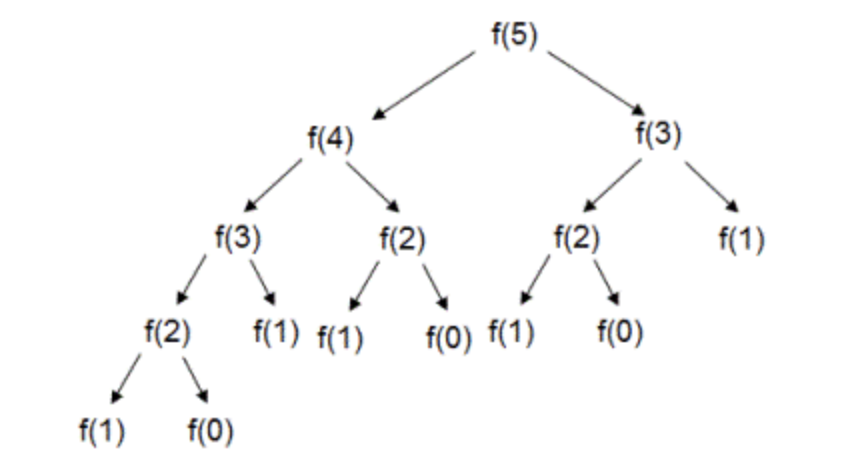 f(5)
f(4) f(3)
f(3) f(2) f(2) f(1)
f(2) f(1) f(1) f(0) f(1) f(0)
f(1) f(0)